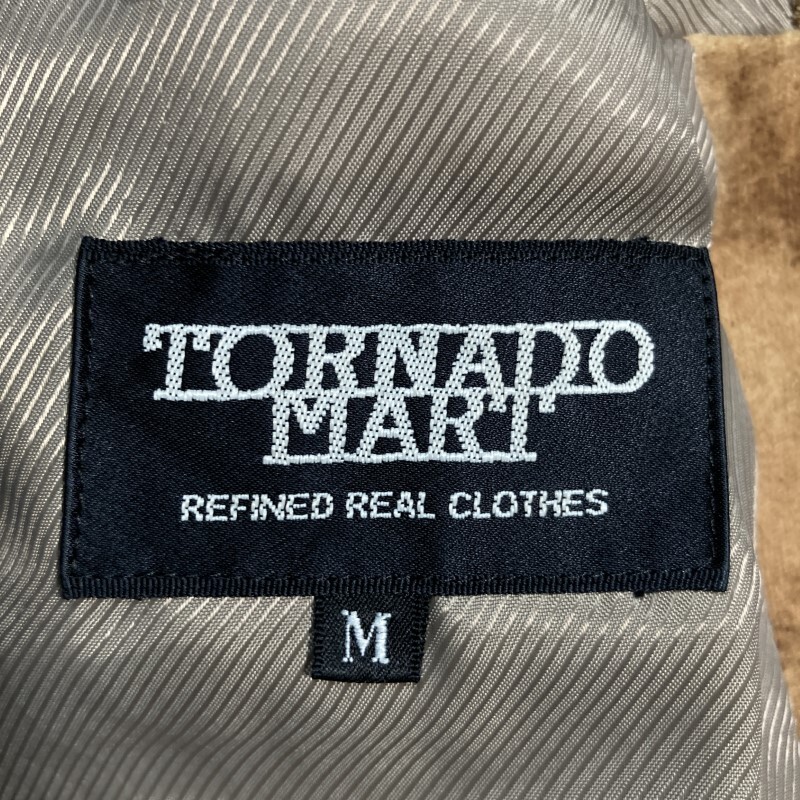 TORNADO
MART
REFINED REAL CLOTHES
M